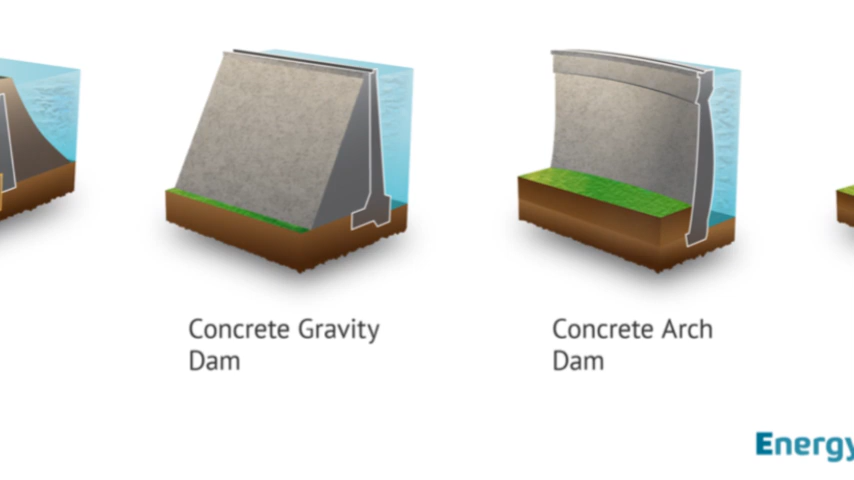 Concrete Gravity
Dam
Concrete Arch
Dam
Energy